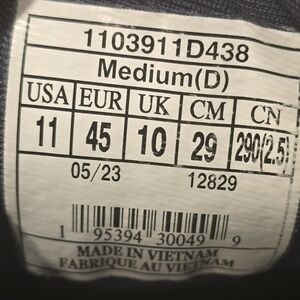 1103911D438
Medium(D)
USA EUR UK CM CN
11 45 10 29 290(2.5)
05/23 12829
1 95394 30049 9
MADE IN VIETNAM
FABRIQUE AU VIETNAM